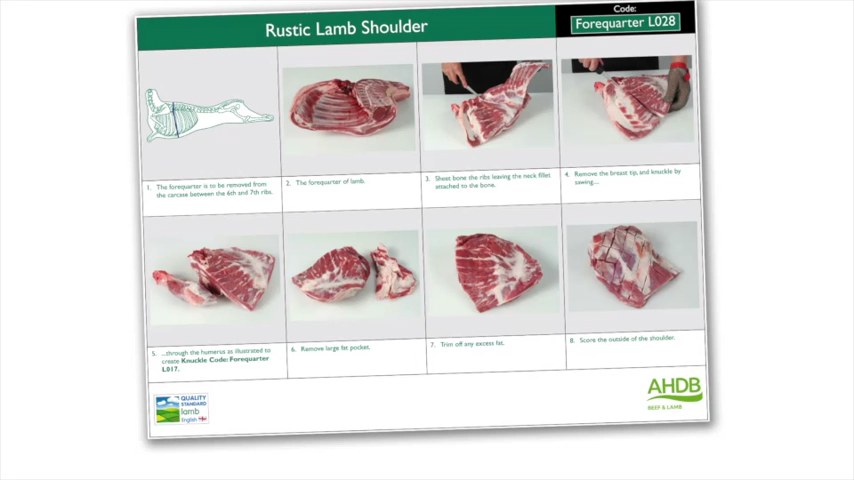 Rustic Lamb Shoulder
Code:
Forequarter L028
1. The forequarter is to be removed from
the carcase between the 6th and 7th ribs.
2. The forequarter of lamb.
3. Sheet bone the ribs leaving the neck fillet
attached to the bone.
4. Remove the breast tip, and knuckle by
sawing....
5. ...through the humerus as illustrated to
create Knuckle Code: Forequarter
L017.
6. Remove large fat pocket.
7. Trim off any excess fat.
8. Score the outside of the shoulder.
QUALITY
STANDARD
lamb
English
AHDB
BEEF & LAMB